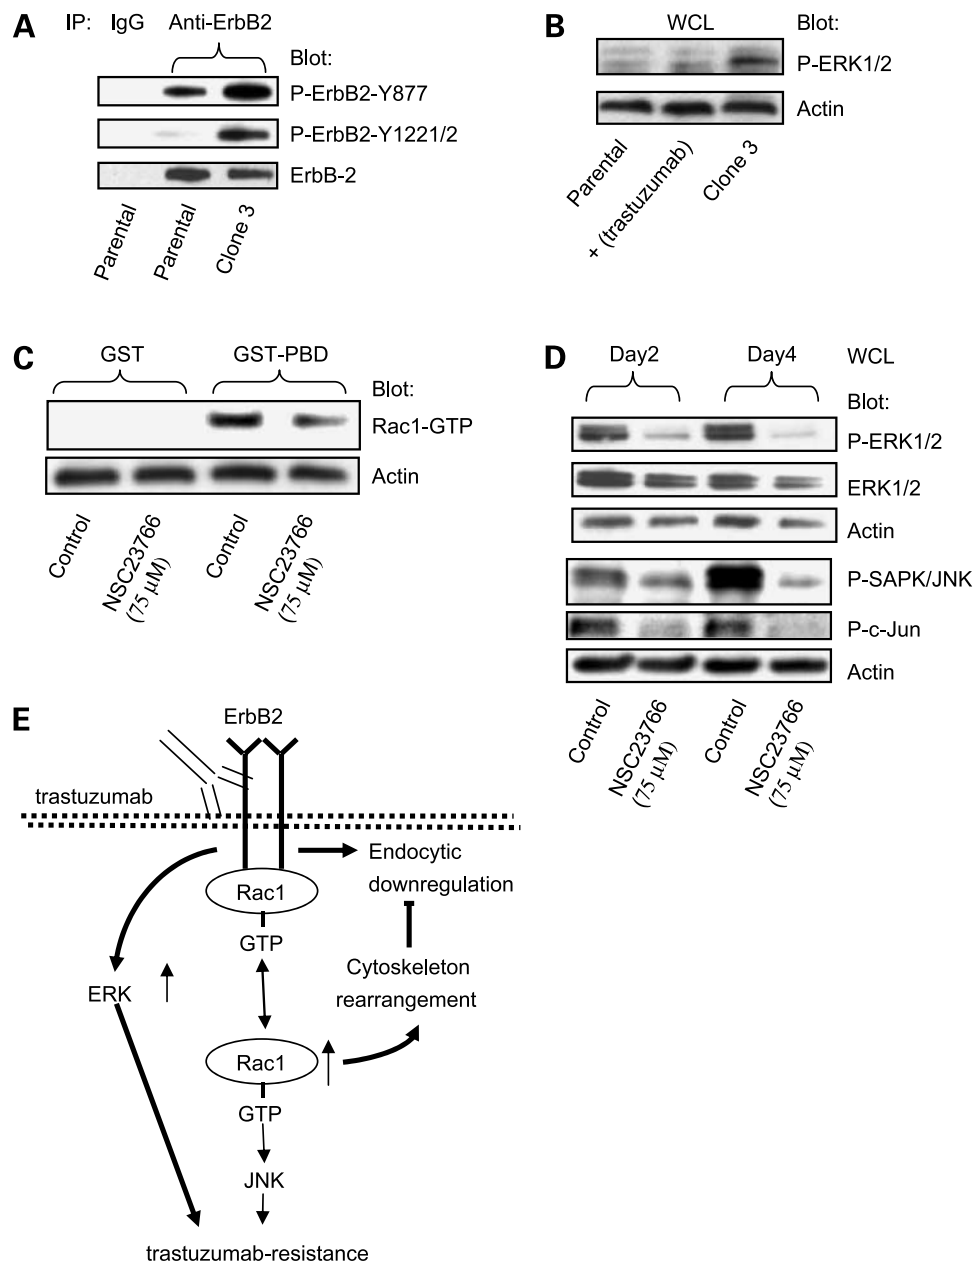 A IP: IgG Anti-ErbB2
Blot:
P-ErbB2-Y877
P-ErbB2-Y1221/2
ErbB-2
Parental
Parental
Clone 3
B WCL Blot:
P-ERK1/2
Actin
Parental
+ (trastuzumab)
Clone 3
C GST GST-PBD
Blot:
Rac1-GTP
Actin
Control
NSC23766
(75 μM)
Control
NSC23766
(75 μM)
D Day2 Day4 WCL
Blot:
P-ERK1/2
ERK1/2
Actin
P-SAPK/JNK
P-c-Jun
Actin
Control
NSC23766
(75 μM)
Control
NSC23766
(75 μM)
E
ErbB2
trastuzumab
Endocytic
downregulation
Rac1
GTP
Cytoskeleton
rearrangement
ERK
Rac1
GTP
JNK
trastuzumab-resistance